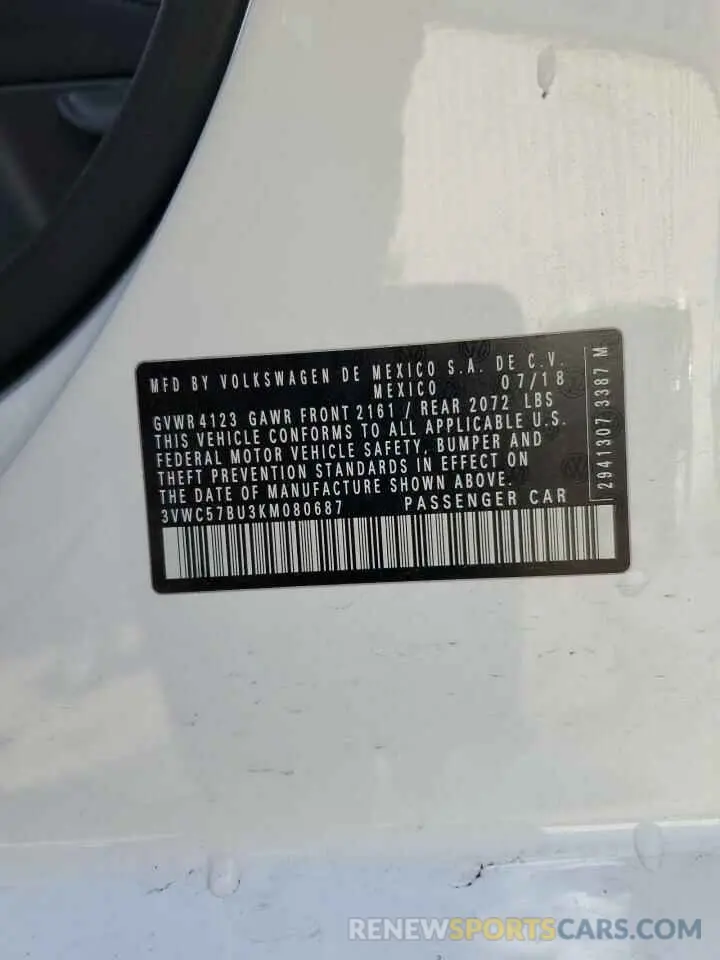 MFD BY VOLKSWAGEN DE MEXICO S.A. DE C.V.
MEXICO 07/18
GVWR 4123 GAWR FRONT 2161 / REAR 2072 LBS
THIS VEHICLE CONFORMS TO ALL APPLICABLE U.S.
FEDERAL MOTOR VEHICLE SAFETY, BUMPER AND
THEFT PREVENTION STANDARDS IN EFFECT ON
THE DATE OF MANUFACTURE SHOWN ABOVE.
3VWC57BU3KM080687 PASSENGER CAR
2941307 3387 M
RENEWSPORTSCARS.COM